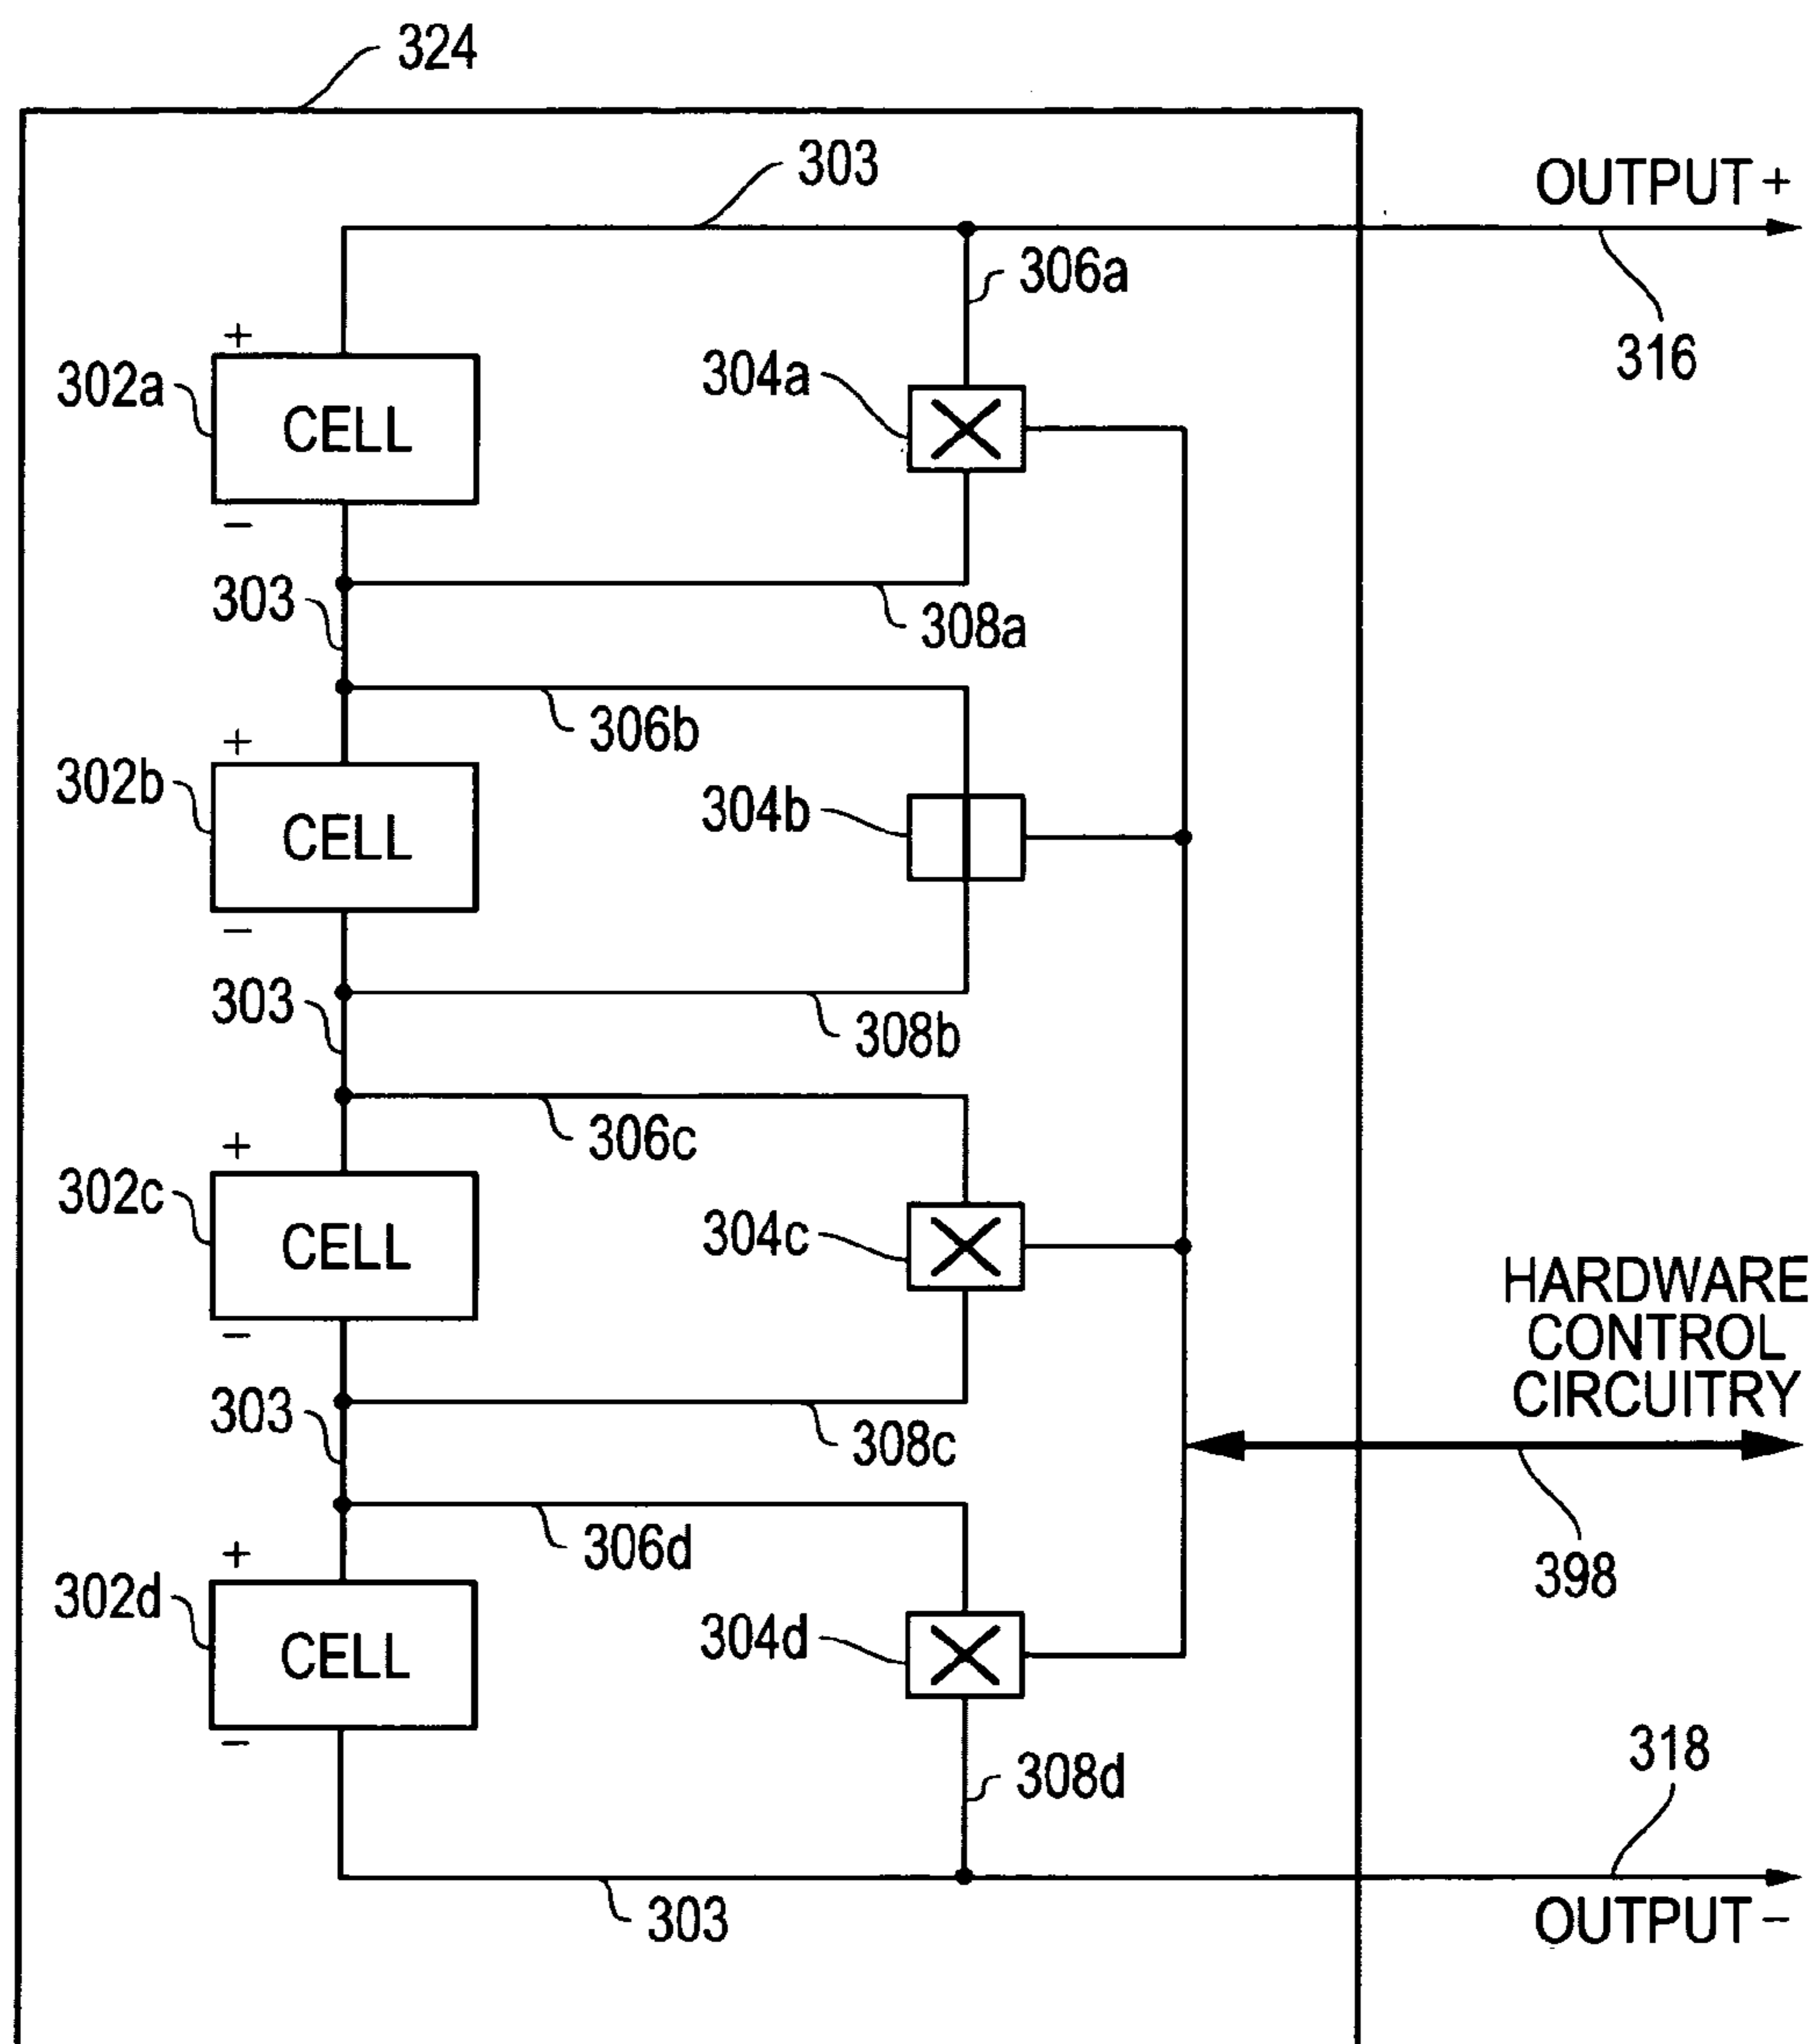 324
303
OUTPUT +
306a
316
+
302a
304a
CELL
−
303
308a
306b
+
302b
304b
CELL
−
303
308b
306c
+
302c
304c
CELL
HARDWARE
CONTROL
CIRCUITRY
−
303
308c
306d
398
+
302d
304d
CELL
−
318
308d
303
OUTPUT −